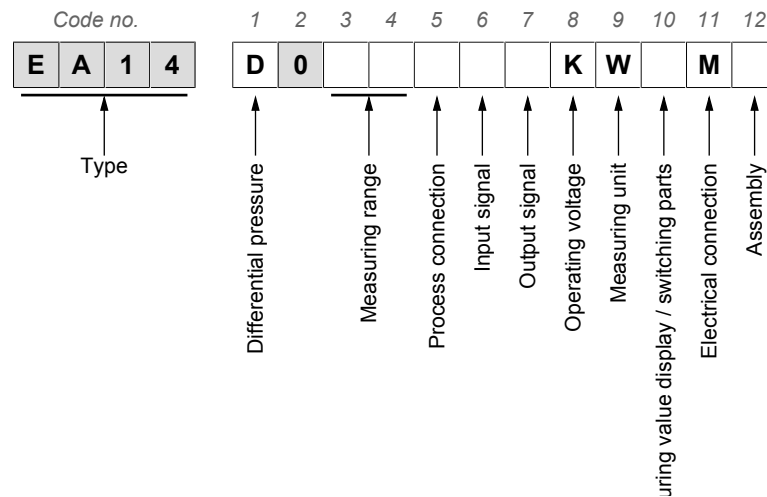 Code no. 1 2 3 4 5 6 7 8 9 10 11 12
E A 1 4 D 0 K W M
Type
Differential pressure
Measuring range
Process connection
Input signal
Output signal
Operating voltage
Measuring unit
value display / switching parts
Electrical connection
Assembly